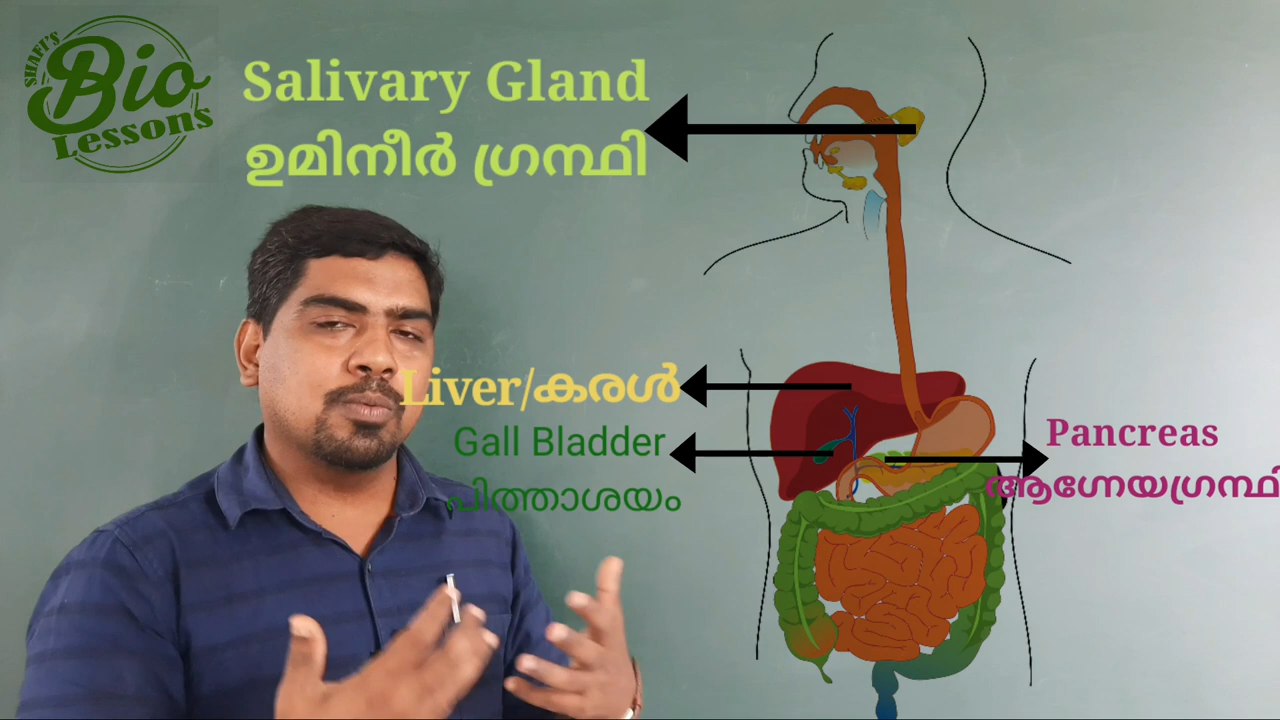 SHAFI'S
Bio
Lessons
Salivary Gland
ഉമിനീർ ഗ്രന്ഥി
Liver/കരൾ
Gall Bladder
പിത്താശയം
Pancreas
ആഗ്നേയഗ്രന്ഥി